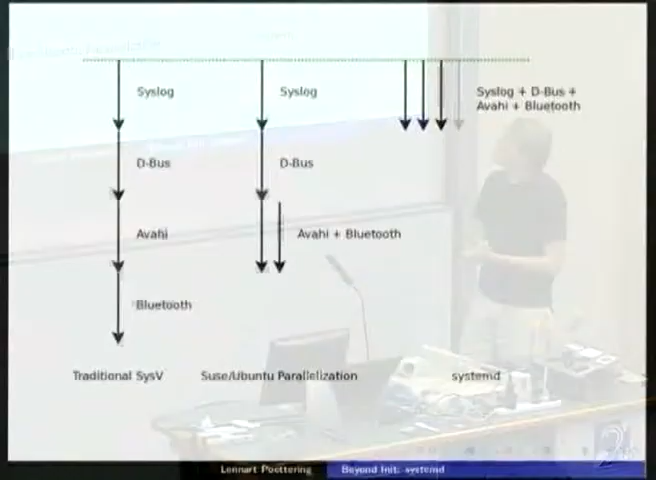 Syslog
Syslog
Syslog + D-Bus +
Avahi + Bluetooth
D-Bus
D-Bus
Avahi
Avahi + Bluetooth
Bluetooth
Traditional SysV
Suse/Ubuntu Parallelization
systemd
Lennart Poettering
Beyond Init: systemd